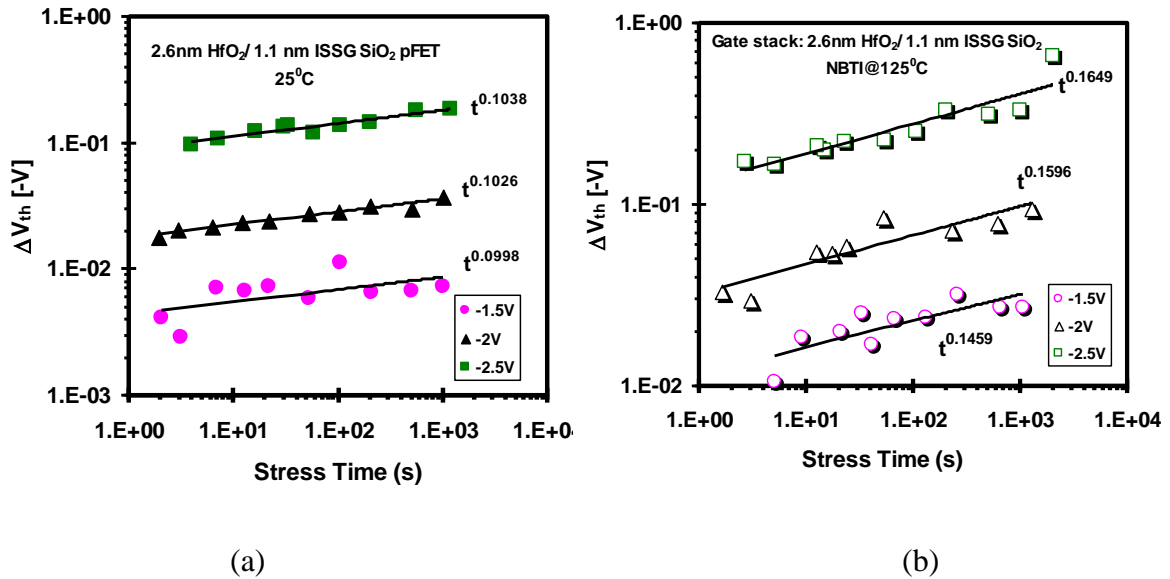 1.E+00
1.E-01
1.E-02
1.E-03
ΔVth [-V]
2.6nm HfO2/ 1.1 nm ISSG SiO2 pFET
25⁰C
t^0.1038
t^0.1026
t^0.0998
-1.5V
-2V
-2.5V
1.E+00 1.E+01 1.E+02 1.E+03 1.E+0
Stress Time (s)
(a)
1.E+00
1.E-01
1.E-02
ΔVth [-V]
Gate stack: 2.6nm HfO2/ 1.1 nm ISSG SiO2
NBTI@125⁰C
t^0.1649
t^0.1596
t^0.1459
-1.5V
-2V
-2.5V
1.E+00 1.E+01 1.E+02 1.E+03 1.E+04
Stress Time (s)
(b)